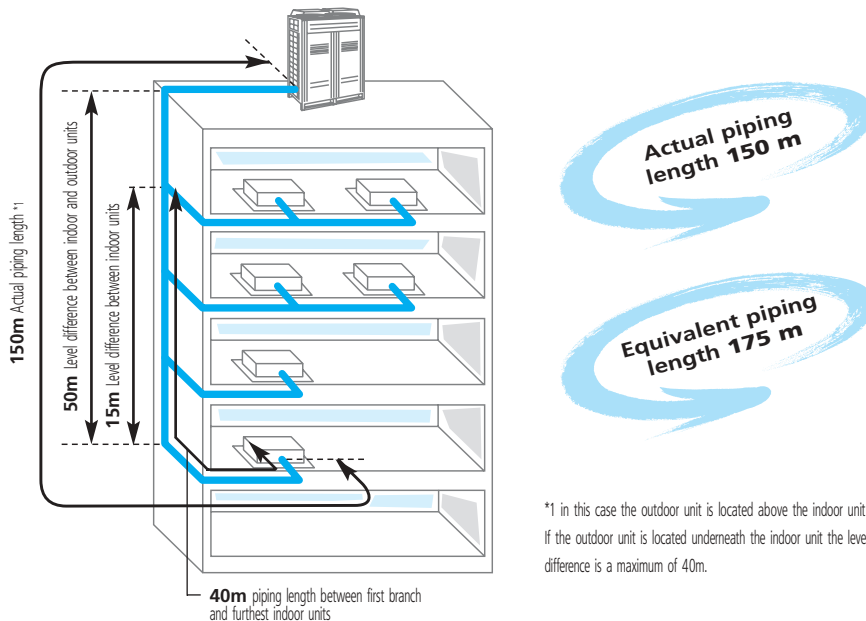 150m Actual piping length *1
50m Level difference between indoor and outdoor units
15m Level difference between indoor units
40m piping length between first branch
and furthest indoor units
Actual piping
length 150 m
Equivalent piping
length 175 m
*1 in this case the outdoor unit is located above the indoor unit
If the outdoor unit is located underneath the indoor unit the leve
difference is a maximum of 40m.